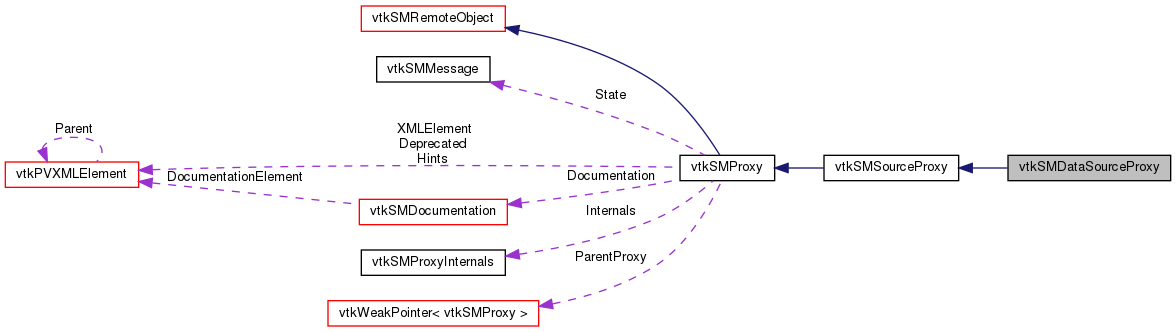 vtkSMRemoteObject
vtkSMMessage
State
Parent
XMLElement
Deprecated
Hints
vtkPVXMLElement
vtkSMProxy
vtkSMSourceProxy
vtkSMDataSourceProxy
DocumentationElement
Documentation
vtkSMDocumentation
Internals
vtkSMProxyInternals
ParentProxy
vtkWeakPointer< vtkSMProxy >